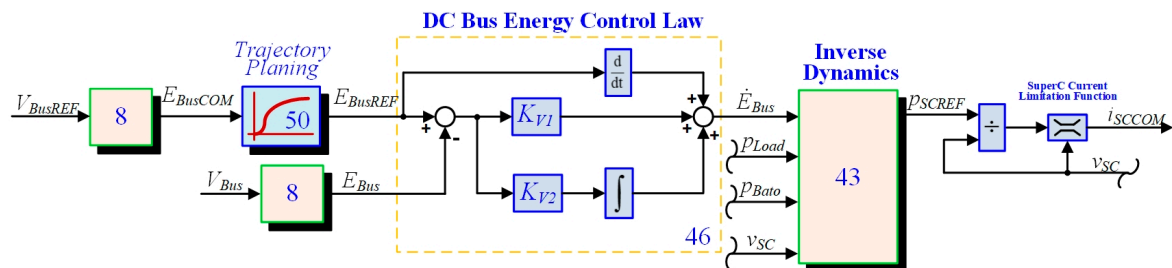 DC Bus Energy Control Law
Trajectory
Planing
Inverse
Dynamics
SuperC Current
Limitation Function
V_BusREF
8
E_BusCOM
50
E_BusREF
+
-
d
dt
K_V1
K_V2
∫
+
+
+
Ė_Bus
p_Load
p_Bato
v_SC
43
p_SCREF
÷
i_SCCOM
v_SC
V_Bus
8
E_Bus
46